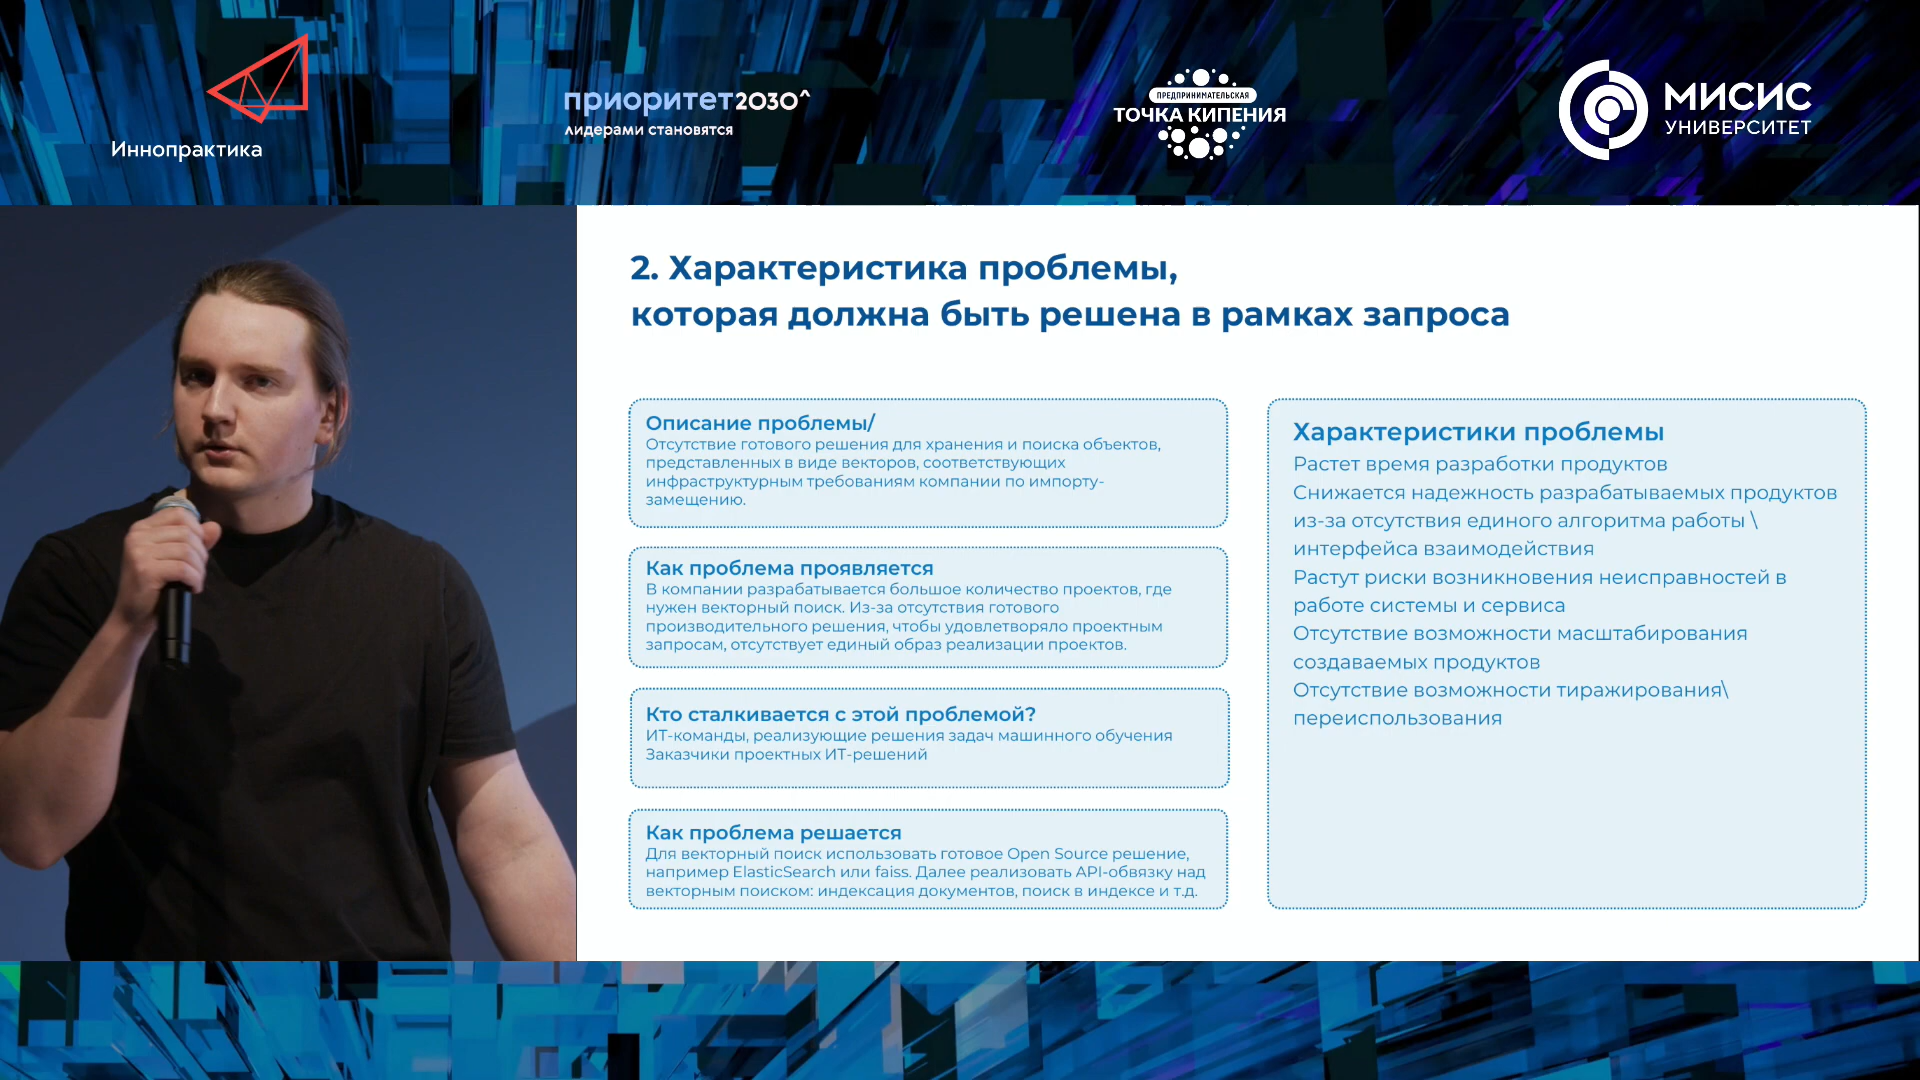 Иннопрактика
приоритет2030^
лидерами становятся
ПРЕДПРИНИМАТЕЛЬСКАЯ
ТОЧКА КИПЕНИЯ
МИСИС
УНИВЕРСИТЕТ
2. Характеристика проблемы,
которая должна быть решена в рамках запроса
Описание проблемы/
Отсутствие готового решения для хранения и поиска объектов,
представленных в виде векторов, соответствующих
инфраструктурным требованиям компании по импорту-
замещению.
Как проблема проявляется
В компании разрабатывается большое количество проектов, где
нужен векторный поиск. Из-за отсутствия готового
производительного решения, чтобы удовлетворяло проектным
запросам, отсутствует единый образ реализации проектов.
Кто сталкивается с этой проблемой?
ИТ-команды, реализующие решения задач машинного обучения
Заказчики проектных ИТ-решений
Как проблема решается
Для векторный поиск использовать готовое Open Source решение,
например ElasticSearch или faiss. Далее реализовать API-обвязку над
векторным поиском: индексация документов, поиск в индексе и т.д.
Характеристики проблемы
Растет время разработки продуктов
Снижается надежность разрабатываемых продуктов
из-за отсутствия единого алгоритма работы \
интерфейса взаимодействия
Растут риски возникновения неисправностей в
работе системы и сервиса
Отсутствие возможности масштабирования
создаваемых продуктов
Отсутствие возможности тиражирования\
переиспользования